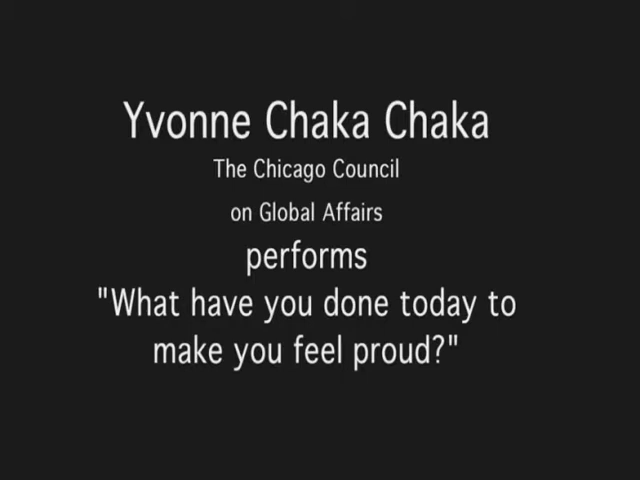 Yvonne Chaka Chaka
The Chicago Council
on Global Affairs
performs
"What have you done today to
make you feel proud?"